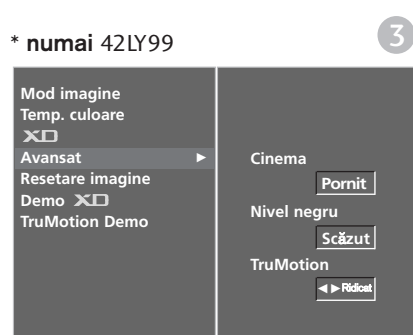 * numai 42LY99
3
Mod imagine
Temp. culoare
XD
Avansat ►
Resetare imagine
Demo XD
TruMotion Demo
Cinema
Pornit
Nivel negru
Scăzut
TruMotion
◄ ► Ridicat